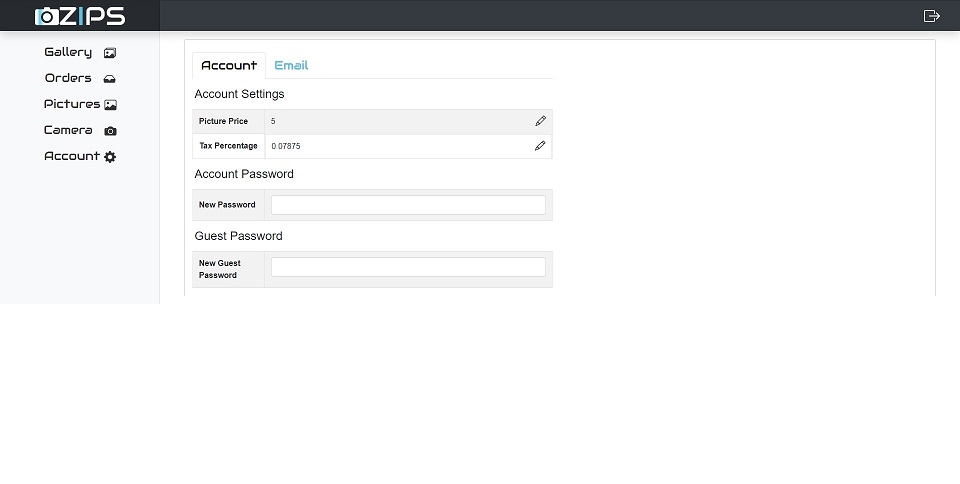 ZIPS
Gallery
Orders
Pictures
Camera
Account
Account Email
Account Settings
Picture Price 5
Tax Percentage 0.07875
Account Password
New Password
Guest Password
New Guest
Password